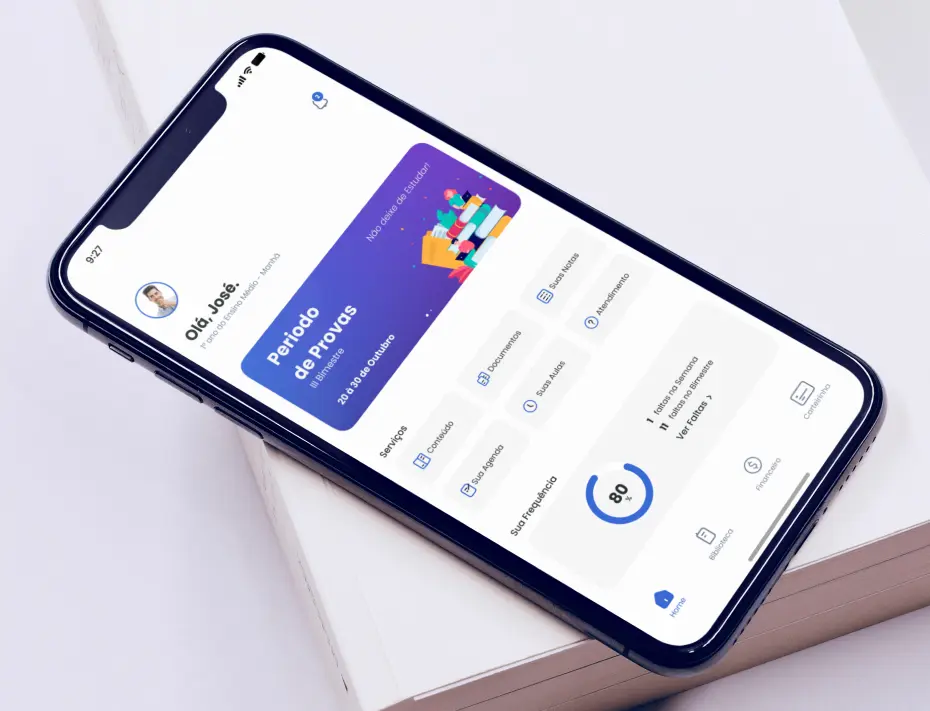 9:27
2
Olá, José.
1º ano do Ensino Médio - Manhã
Não deixe de Estudar!
Periodo
de Provas
III Bimestre
20 à 30 de Outubro
Serviços
Conteúdo
Documentos
Suas Notas
Sua Agenda
Suas Aulas
Atendimento
Sua Frequência
80 %
1 faltas na Semana
11 faltas no Bimestre
Ver Faltas >
Home
Biblioteca
Financeiro
Carteirinha